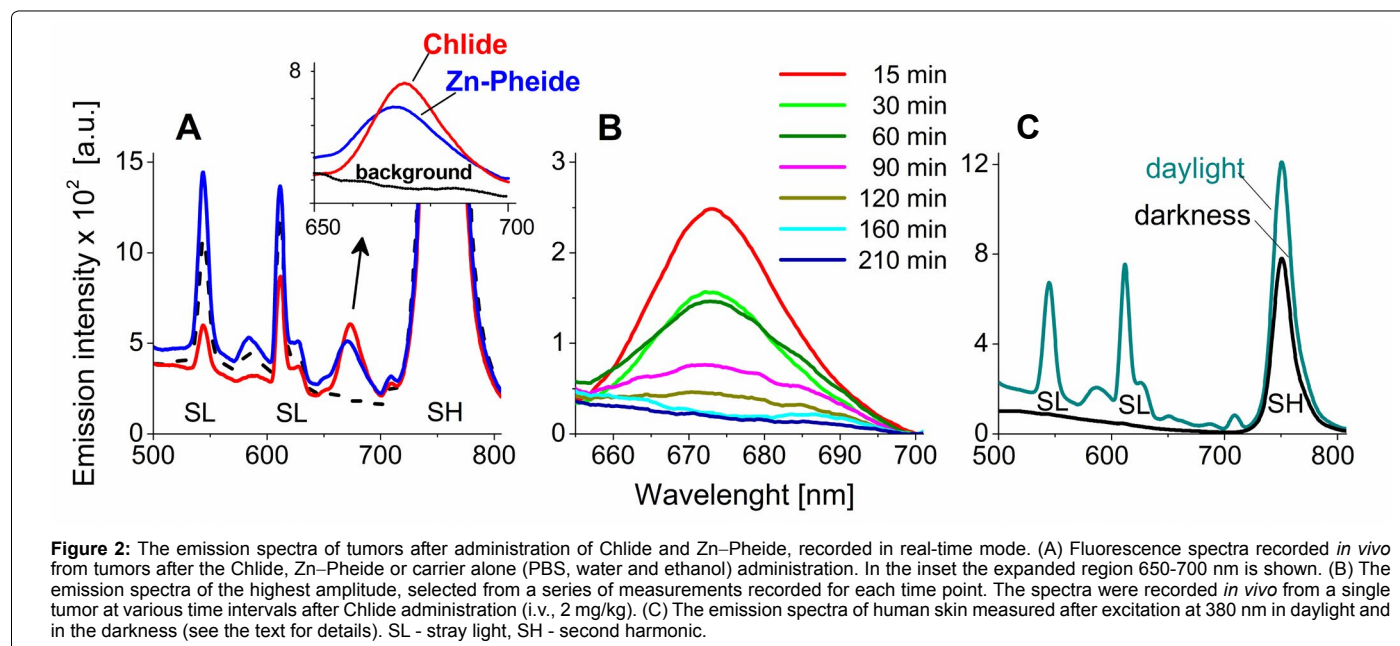 Chlide
Zn-Pheide
8
background
650
700
A
Emission intensity x 10² [a.u.]
15
10
5
0
SL
SL
SH
500
600
700
800
B
15 min
30 min
60 min
90 min
120 min
160 min
210 min
3
2
1
0
660
670
680
690
700
Wavelenght [nm]
C
daylight
darkness
12
8
4
0
SL
SL
SH
500
600
700
800
Figure 2: The emission spectra of tumors after administration of Chlide and Zn–Pheide, recorded in real-time mode. (A) Fluorescence spectra recorded in vivo
from tumors after the Chlide, Zn–Pheide or carrier alone (PBS, water and ethanol) administration. In the inset the expanded region 650-700 nm is shown. (B) The
emission spectra of the highest amplitude, selected from a series of measurements recorded for each time point. The spectra were recorded in vivo from a single
tumor at various time intervals after Chlide administration (i.v., 2 mg/kg). (C) The emission spectra of human skin measured after excitation at 380 nm in daylight and
in the darkness (see the text for details). SL - stray light, SH - second harmonic.